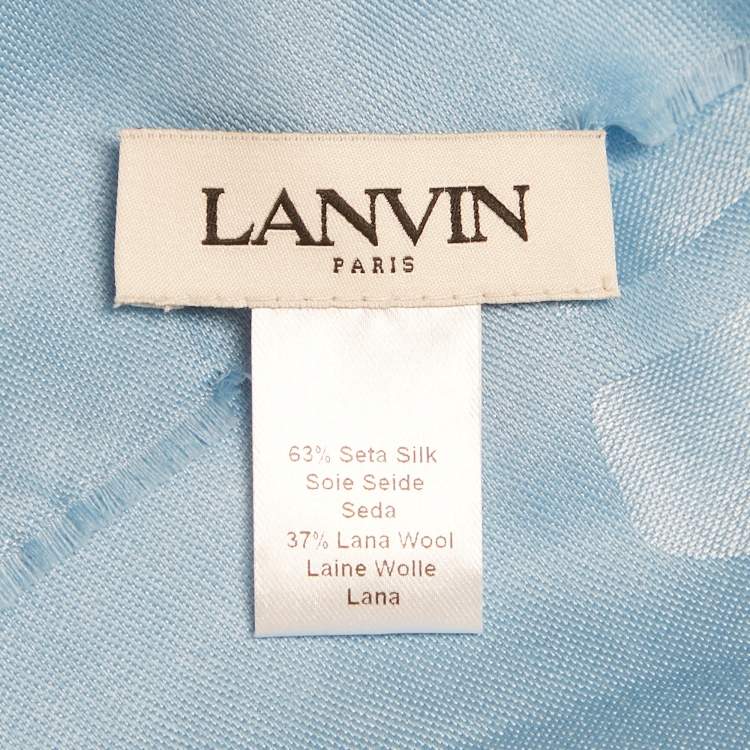 LANVIN
PARIS
63% Seta Silk
Soie Seide
Seda
37% Lana Wool
Laine Wolle
Lana